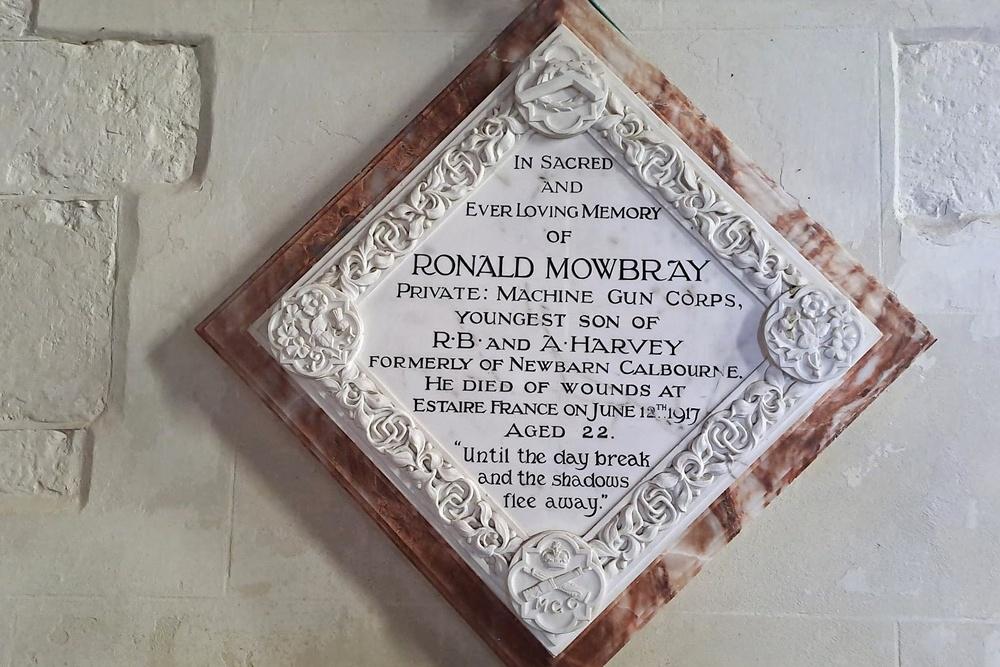 IN SACRED
AND
EVER LOVING MEMORY
OF
RONALD MOWBRAY
PRIVATE: MACHINE GUN CORPS,
YOUNGEST SON OF
R·B· AND A·HARVEY
FORMERLY OF NEWBARN CALBOURNE.
HE DIED OF WOUNDS AT
ESTAIRE FRANCE ON JUNE 12TH 1917
AGED 22.
"Until the day break
and the shadows
flee away."
MGC